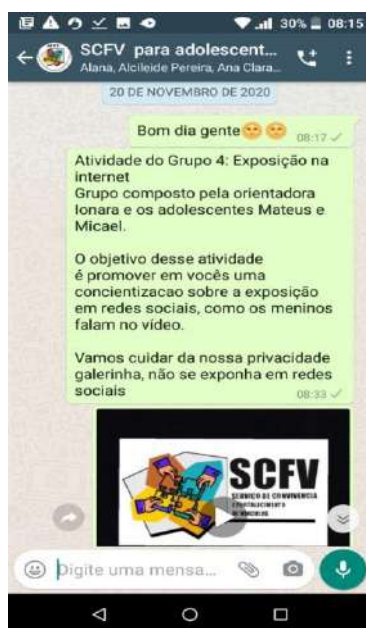 30% 08:15
SCFV para adolescent...
Alana, Alcileide Pereira, Ana Clara...
20 DE NOVEMBRO DE 2020
Bom dia gente 08:17
Atividade do Grupo 4: Exposição na
internet
Grupo composto pela orientadora
Ionara e os adolescentes Mateus e
Micael.
O objetivo desse atividade
é promover em vocês uma
concientizacao sobre a exposição
em redes sociais, como os meninos
falam no vídeo.
Vamos cuidar da nossa privacidade
galerinha, não se exponha em redes
sociais 08:33
SCFV
SERVIÇO DE CONVIVÊNCIA
E FORTALECIMENTO
DE VÍNCULOS
Digite uma mensa...